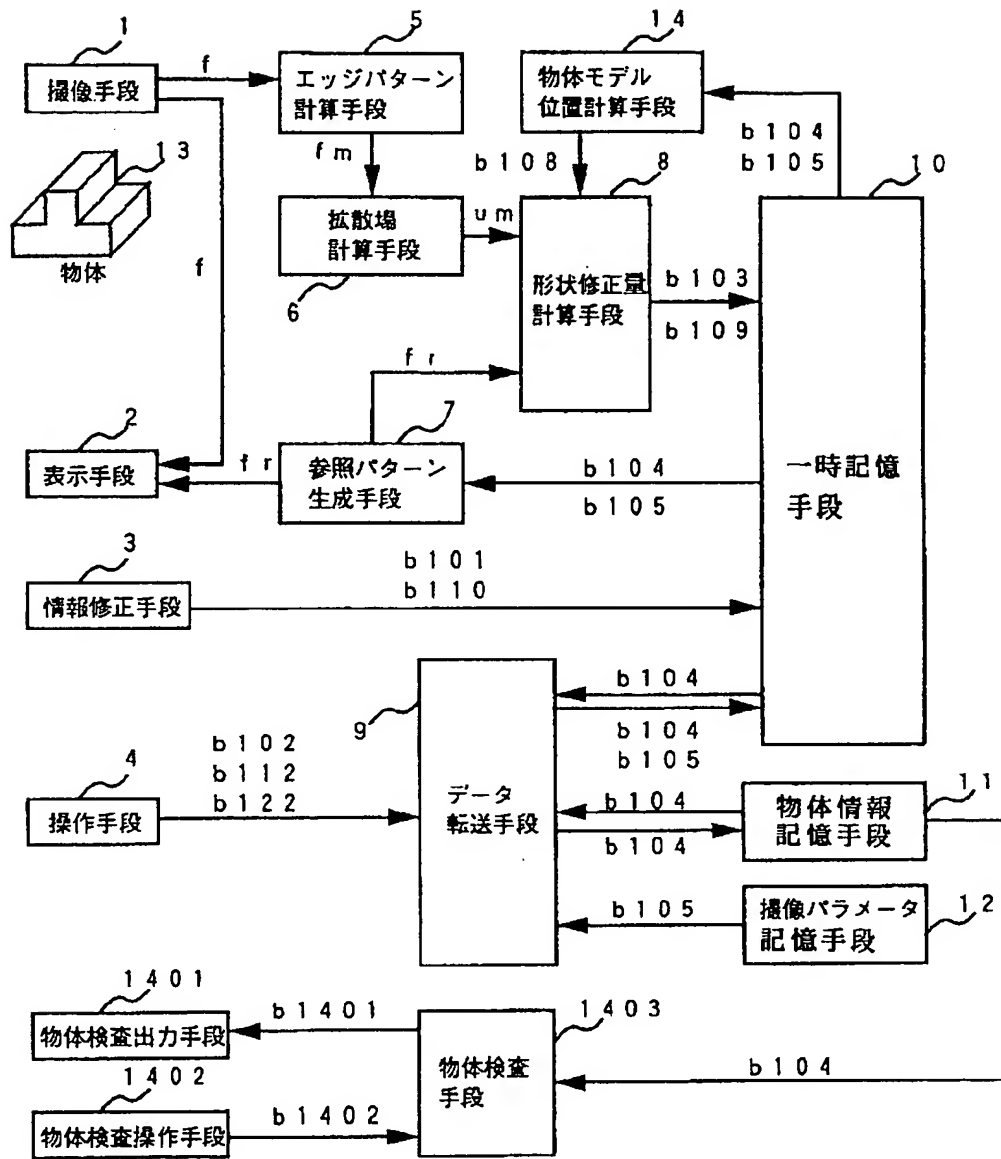 1
撮像手段
f
5
エッジパターン
計算手段
14
物体モデル
位置計算手段
b104
b105
13
物体
f
fm
b108
8
10
拡散場
計算手段
um
6
形状修正量
計算手段
b103
b109
fr
2
表示手段
fr
7
参照パターン
生成手段
b104
b105
一時記憶
手段
3
情報修正手段
b101
b110
9
b104
b104
b105
4
操作手段
b102
b112
b122
データ
転送手段
b104
b104
物体情報
記憶手段
11
b105
撮像パラメータ
記憶手段
12
1401
物体検査出力手段
b1401
1403
物体検査
手段
b104
1402
物体検査操作手段
b1402